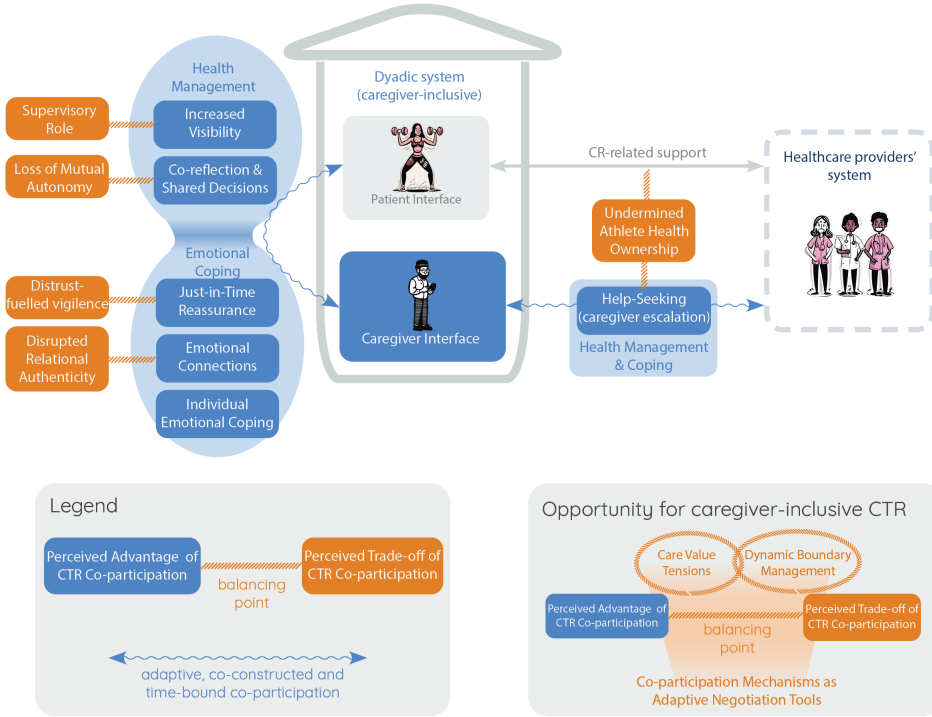 Health
Management
Supervisory
Role
Increased
Visibility
Loss of Mutual
Autonomy
Co-reflection &
Shared Decisions
Emotional
Coping
Distrust-
fuelled vigilence
Just-in-Time
Reassurance
Disrupted
Relational
Authenticity
Emotional
Connections
Individual
Emotional Coping
Dyadic system
(caregiver-inclusive)
Patient Interface
Caregiver Interface
CR-related support
Undermined
Athlete Health
Ownership
Help-Seeking
(caregiver escalation)
Health Management
& Coping
Healthcare providers’
system
Legend
Perceived Advantage of
CTR Co-participation
balancing
point
Perceived Trade-off of
CTR Co-participation
adaptive, co-constructed and
time-bound co-participation
Opportunity for caregiver-inclusive CTR
Care Value
Tensions
Dynamic Boundary
Management
Perceived Advantage of
CTR Co-participation
balancing
point
Perceived Trade-off of
CTR Co-participation
Co-participation Mechanisms as
Adaptive Negotiation Tools